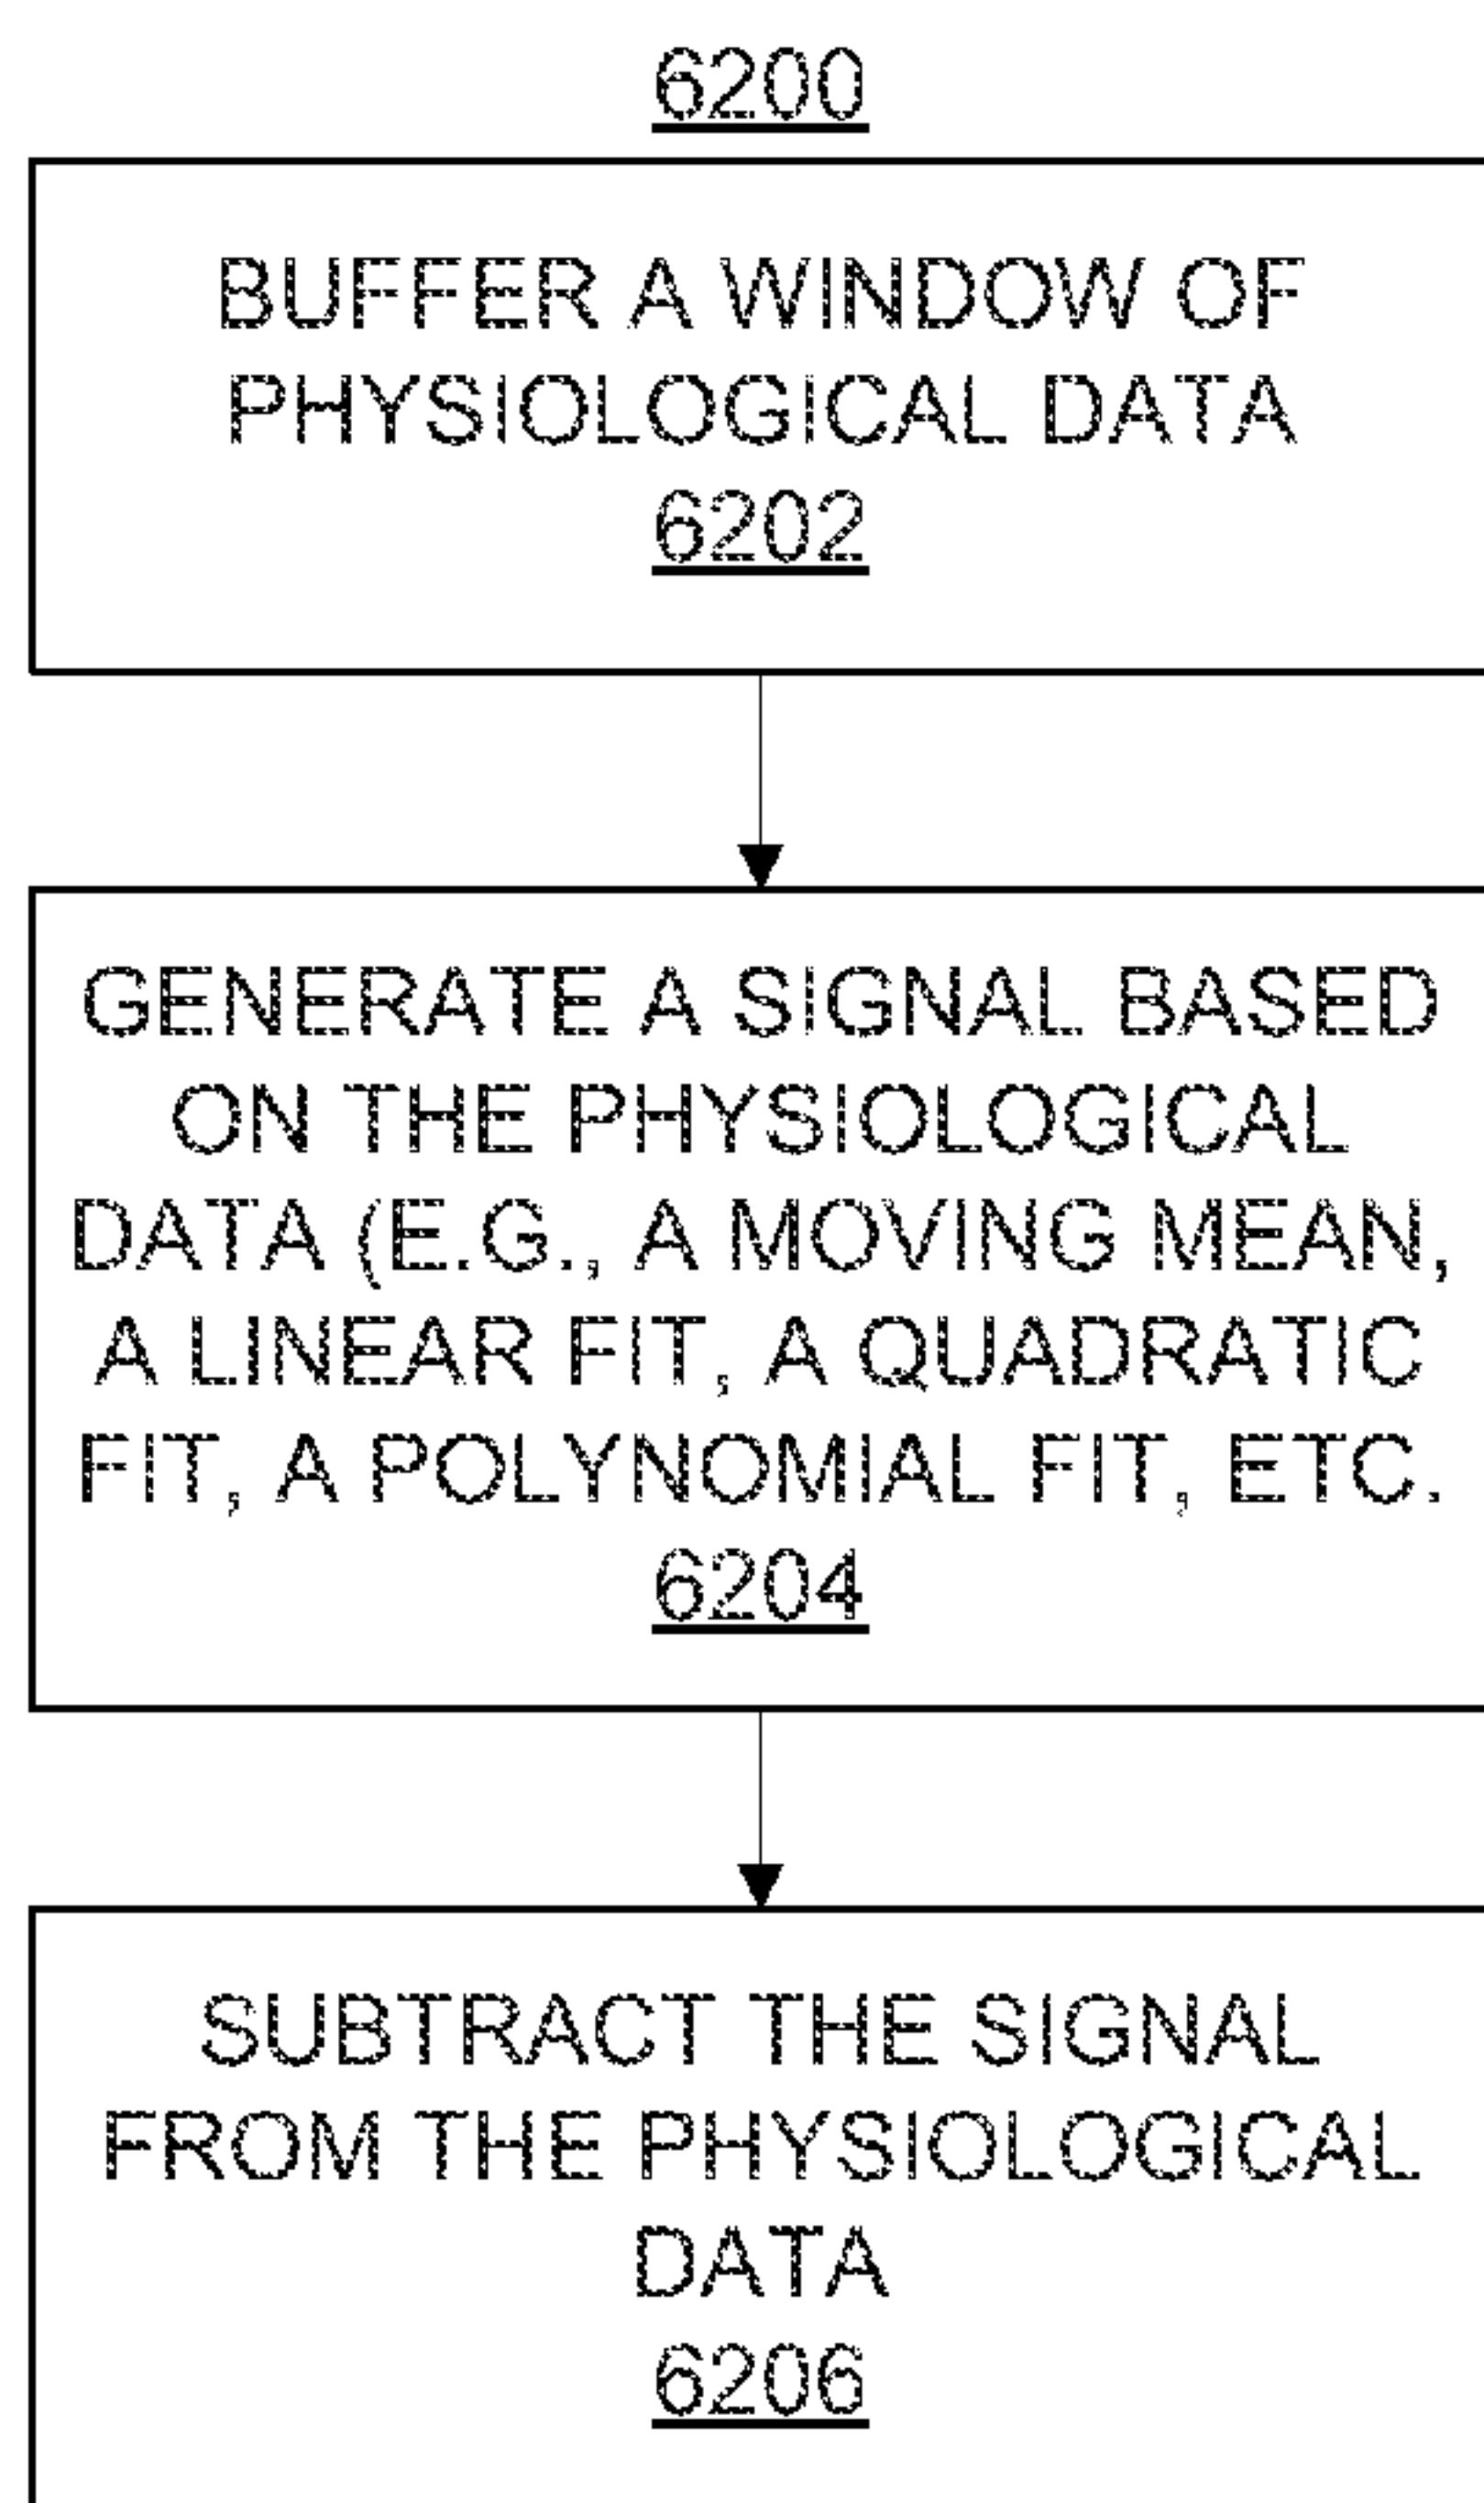 6200
BUFFER A WINDOW OF
PHYSIOLOGICAL DATA
6202
GENERATE A SIGNAL BASED
ON THE PHYSIOLOGICAL
DATA (E.G., A MOVING MEAN,
A LINEAR FIT, A QUADRATIC
FIT, A POLYNOMIAL FIT, ETC.
6204
SUBTRACT THE SIGNAL
FROM THE PHYSIOLOGICAL
DATA
6206